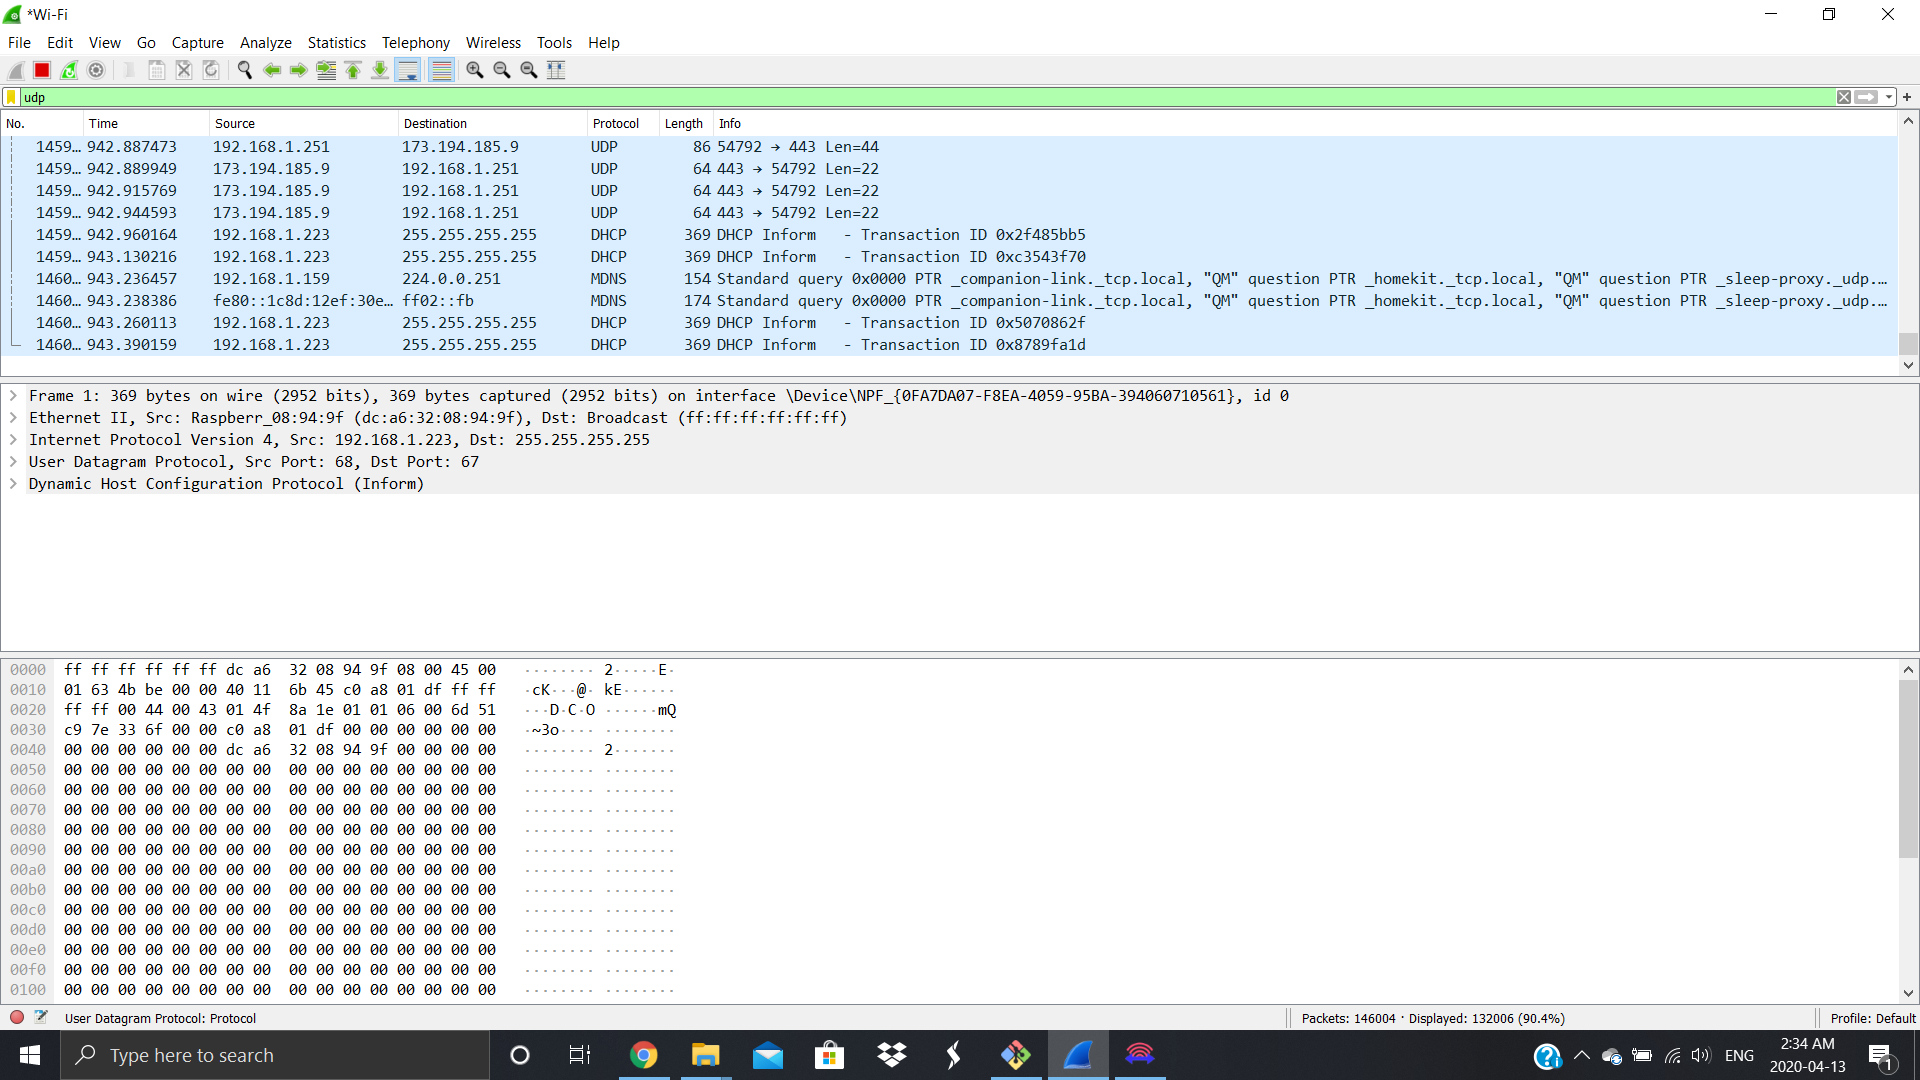 *Wi-Fi
File Edit View Go Capture Analyze Statistics Telephony Wireless Tools Help
udp
No. Time Source Destination Protocol Length Info
1459… 942.887473 192.168.1.251 173.194.185.9 UDP 86 54792 → 443 Len=44
1459… 942.889949 173.194.185.9 192.168.1.251 UDP 64 443 → 54792 Len=22
1459… 942.915769 173.194.185.9 192.168.1.251 UDP 64 443 → 54792 Len=22
1459… 942.944593 173.194.185.9 192.168.1.251 UDP 64 443 → 54792 Len=22
1459… 942.960164 192.168.1.223 255.255.255.255 DHCP 369 DHCP Inform - Transaction ID 0x2f485bb5
1459… 943.130216 192.168.1.223 255.255.255.255 DHCP 369 DHCP Inform - Transaction ID 0xc3543f70
1460… 943.236457 192.168.1.159 224.0.0.251 MDNS 154 Standard query 0x0000 PTR _companion-link._tcp.local, "QM" question PTR _homekit._tcp.local, "QM" question PTR _sleep-proxy._udp.…
1460… 943.238386 fe80::1c8d:12ef:30e… ff02::fb MDNS 174 Standard query 0x0000 PTR _companion-link._tcp.local, "QM" question PTR _homekit._tcp.local, "QM" question PTR _sleep-proxy._udp.…
1460… 943.260113 192.168.1.223 255.255.255.255 DHCP 369 DHCP Inform - Transaction ID 0x5070862f
1460… 943.390159 192.168.1.223 255.255.255.255 DHCP 369 DHCP Inform - Transaction ID 0x8789fa1d
Frame 1: 369 bytes on wire (2952 bits), 369 bytes captured (2952 bits) on interface \Device\NPF_{0FA7DA07-F8EA-4059-95BA-394060710561}, id 0
Ethernet II, Src: Raspberr_08:94:9f (dc:a6:32:08:94:9f), Dst: Broadcast (ff:ff:ff:ff:ff:ff)
Internet Protocol Version 4, Src: 192.168.1.223, Dst: 255.255.255.255
User Datagram Protocol, Src Port: 68, Dst Port: 67
Dynamic Host Configuration Protocol (Inform)
0000 ff ff ff ff ff ff dc a6 32 08 94 9f 08 00 45 00 ········ 2·····E·
0010 01 63 4b be 00 00 40 11 6b 45 c0 a8 01 df ff ff ·cK···@· kE······
0020 ff ff 00 44 00 43 01 4f 8a 1e 01 01 06 00 6d 51 ···D·C·O ······mQ
0030 c9 7e 33 6f 00 00 c0 a8 01 df 00 00 00 00 00 00 ·~3o···· ········
0040 00 00 00 00 00 00 dc a6 32 08 94 9f 00 00 00 00 ········ 2·······
0050 00 00 00 00 00 00 00 00 00 00 00 00 00 00 00 00 ········ ········
0060 00 00 00 00 00 00 00 00 00 00 00 00 00 00 00 00 ········ ········
0070 00 00 00 00 00 00 00 00 00 00 00 00 00 00 00 00 ········ ········
0080 00 00 00 00 00 00 00 00 00 00 00 00 00 00 00 00 ········ ········
0090 00 00 00 00 00 00 00 00 00 00 00 00 00 00 00 00 ········ ········
00a0 00 00 00 00 00 00 00 00 00 00 00 00 00 00 00 00 ········ ········
00b0 00 00 00 00 00 00 00 00 00 00 00 00 00 00 00 00 ········ ········
00c0 00 00 00 00 00 00 00 00 00 00 00 00 00 00 00 00 ········ ········
00d0 00 00 00 00 00 00 00 00 00 00 00 00 00 00 00 00 ········ ········
00e0 00 00 00 00 00 00 00 00 00 00 00 00 00 00 00 00 ········ ········
00f0 00 00 00 00 00 00 00 00 00 00 00 00 00 00 00 00 ········ ········
0100 00 00 00 00 00 00 00 00 00 00 00 00 00 00 00 00 ········ ········
User Datagram Protocol: Protocol Packets: 146004 · Displayed: 132006 (90.4%) Profile: Default
Type here to search ENG 2:34 AM 1
2020-04-13